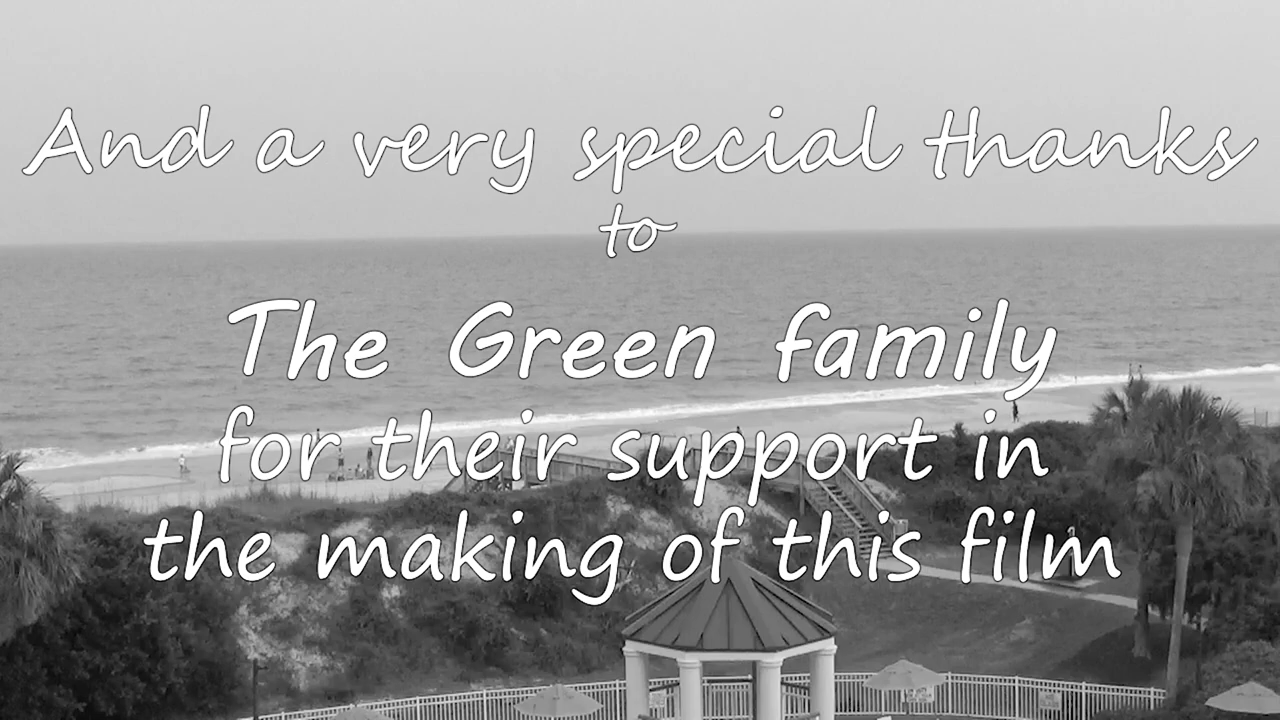 And a very special thanks
to
The Green family
for their support in
the making of this film